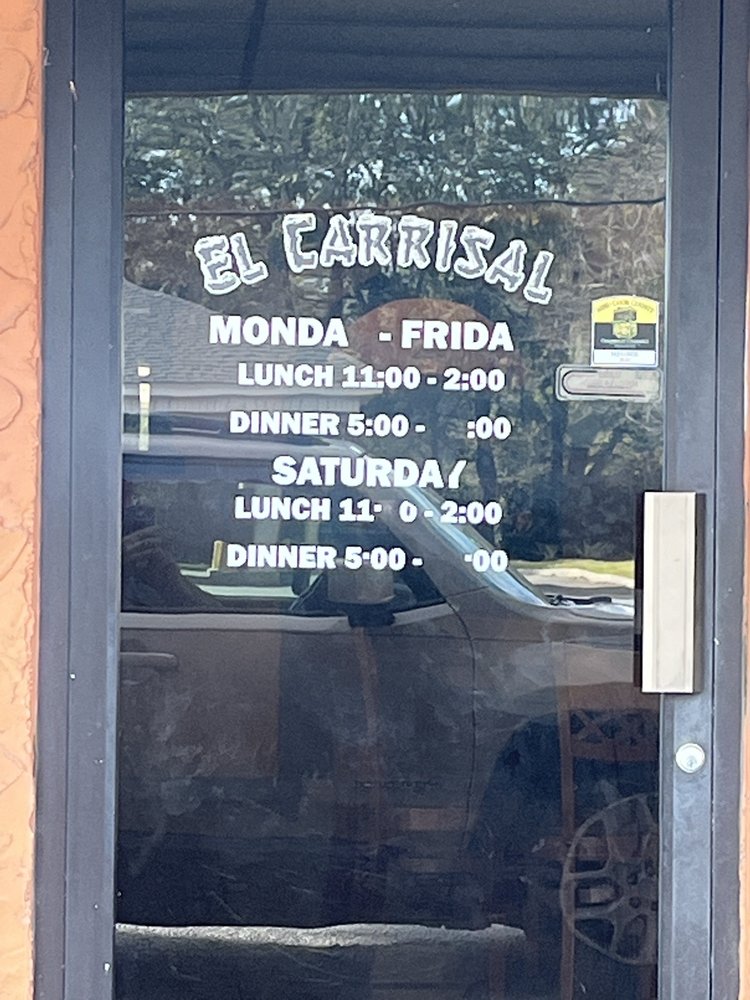 EL CARRISAL
MONDA - FRIDA
LUNCH 11:00 - 2:00
DINNER 5:00 - :00
SATURDAY
LUNCH 11: 0 - 2:00
DINNER 5:00 - :00